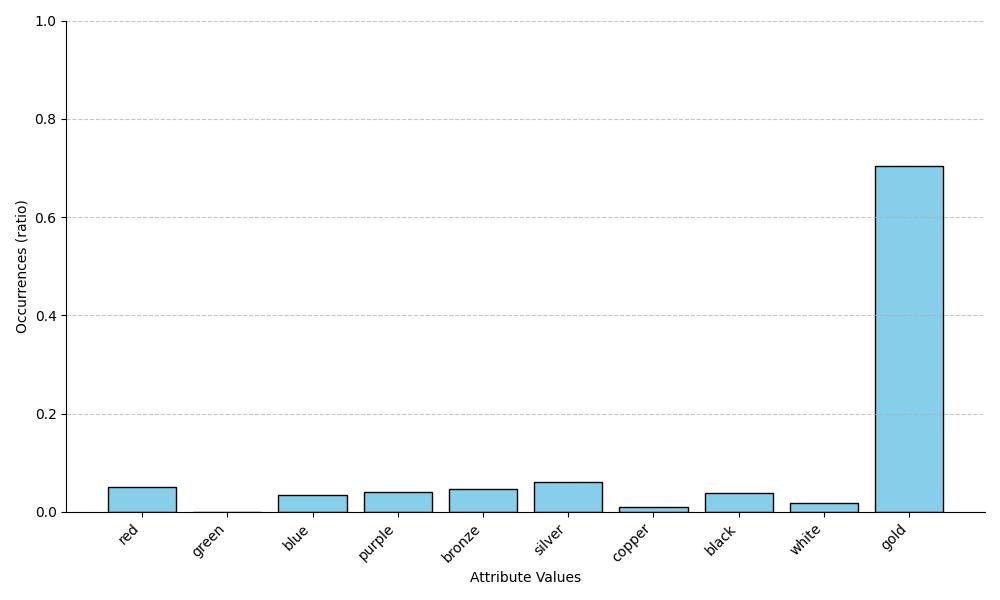 1.0
0.8
0.6
0.4
0.2
0.0
Occurrences (ratio)
red
green
blue
purple
bronze
silver
copper
black
white
gold
Attribute Values